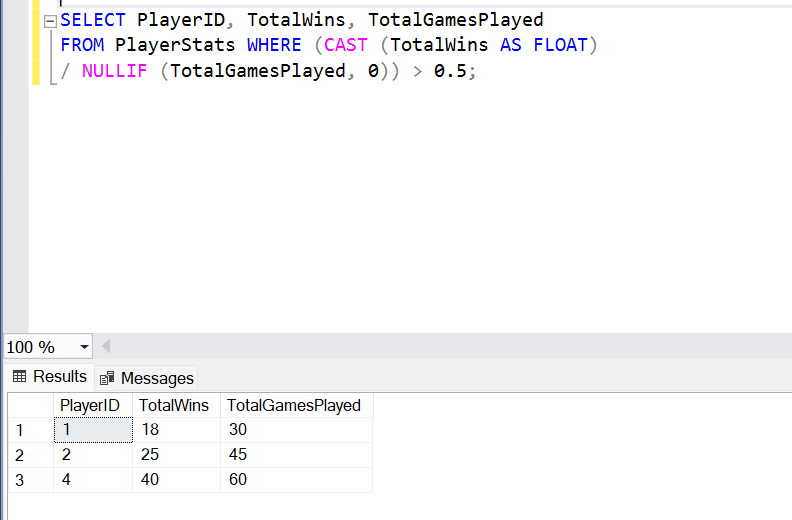 SELECT PlayerID, TotalWins, TotalGamesPlayed
FROM PlayerStats WHERE (CAST (TotalWins AS FLOAT)
/ NULLIF (TotalGamesPlayed, 0)) > 0.5;
100 %
Results Messages
PlayerID TotalWins TotalGamesPlayed
1 1 18 30
2 2 25 45
3 4 40 60